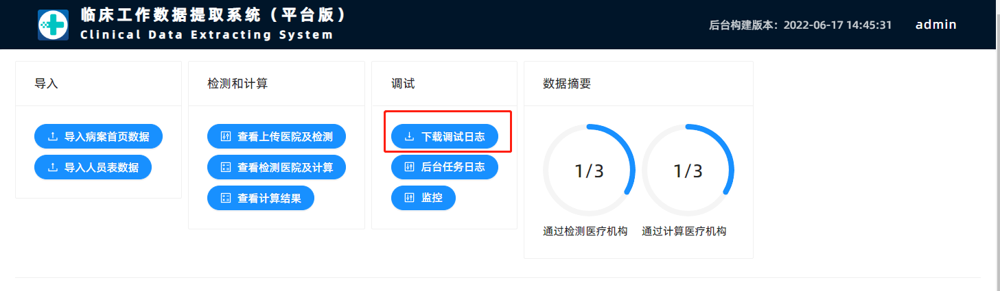 临床工作数据提取系统（平台版）
Clinical Data Extracting System
后台构建版本：2022-06-17 14:45:31
admin
导入
导入病案首页数据
导入人员表数据
检测和计算
查看上传医院及检测
查看检测医院及计算
查看计算结果
调试
下载调试日志
后台任务日志
监控
数据摘要
1/3
通过检测医疗机构
1/3
通过计算医疗机构